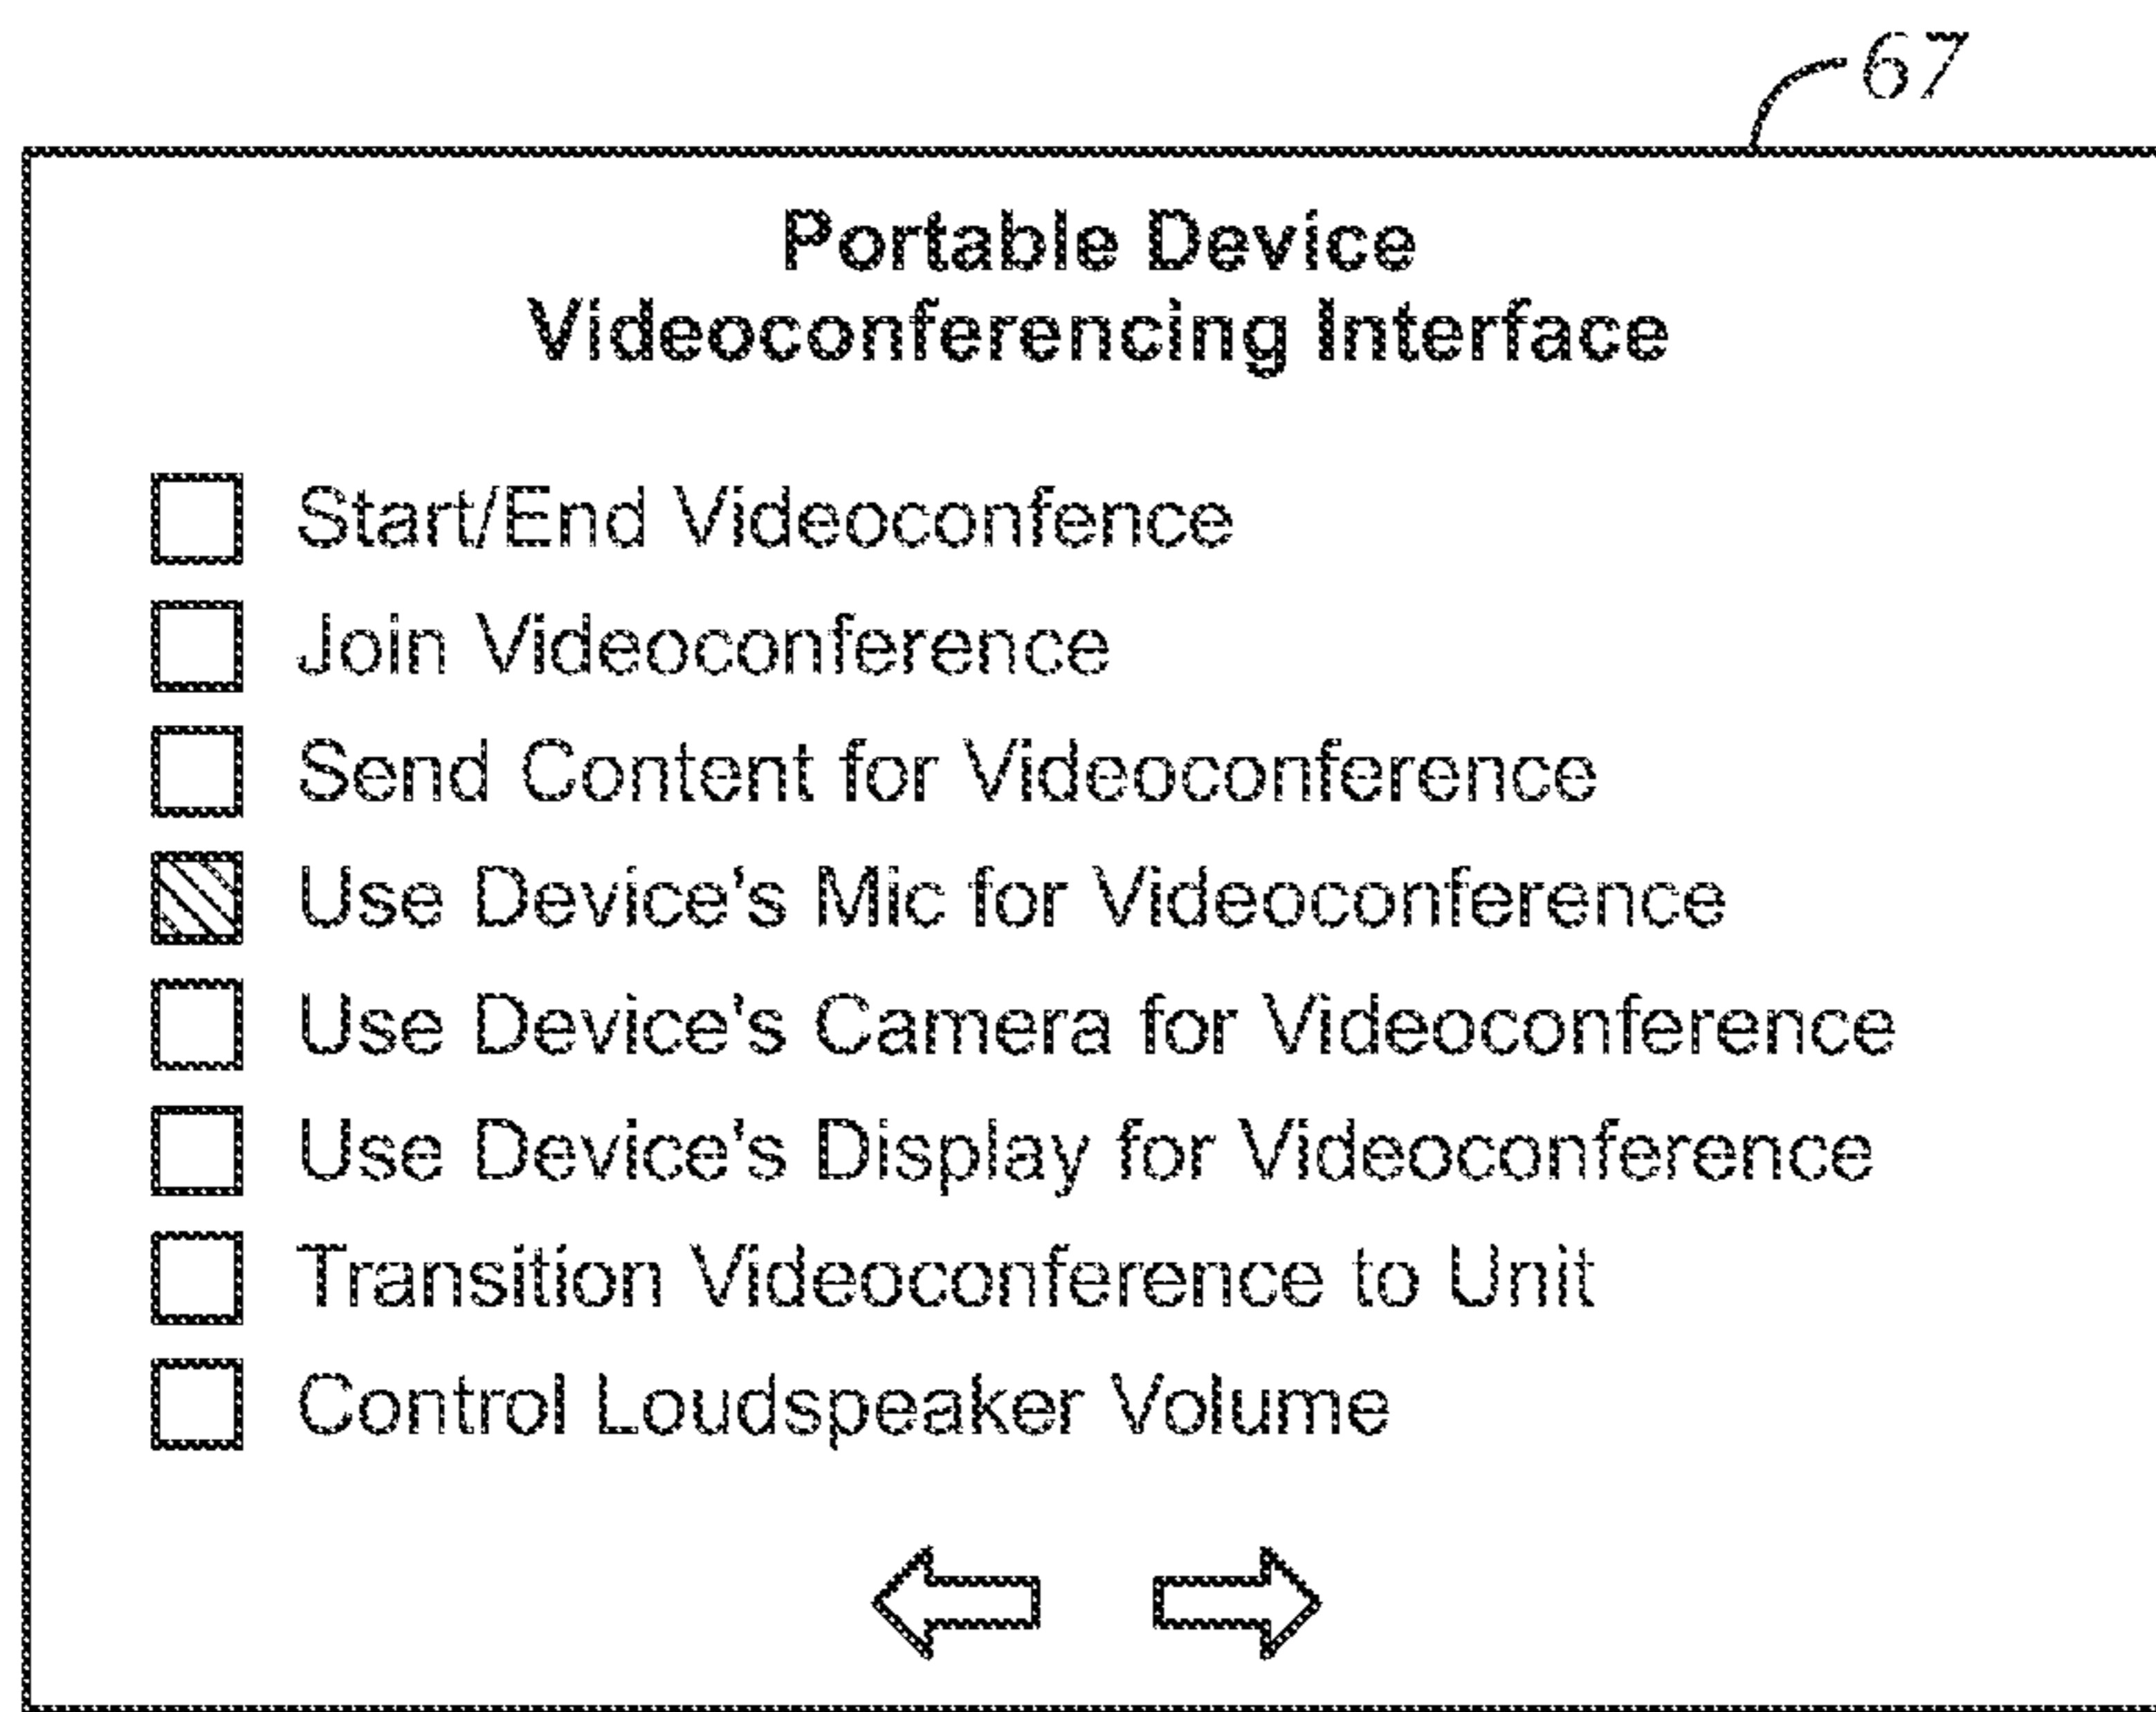 67
Portable Device
Videoconferencing Interface
Start/End Videoconfence
Join Videoconference
Send Content for Videoconference
Use Device's Mic for Videoconference
Use Device's Camera for Videoconference
Use Device's Display for Videoconference
Transition Videoconference to Unit
Control Loudspeaker Volume